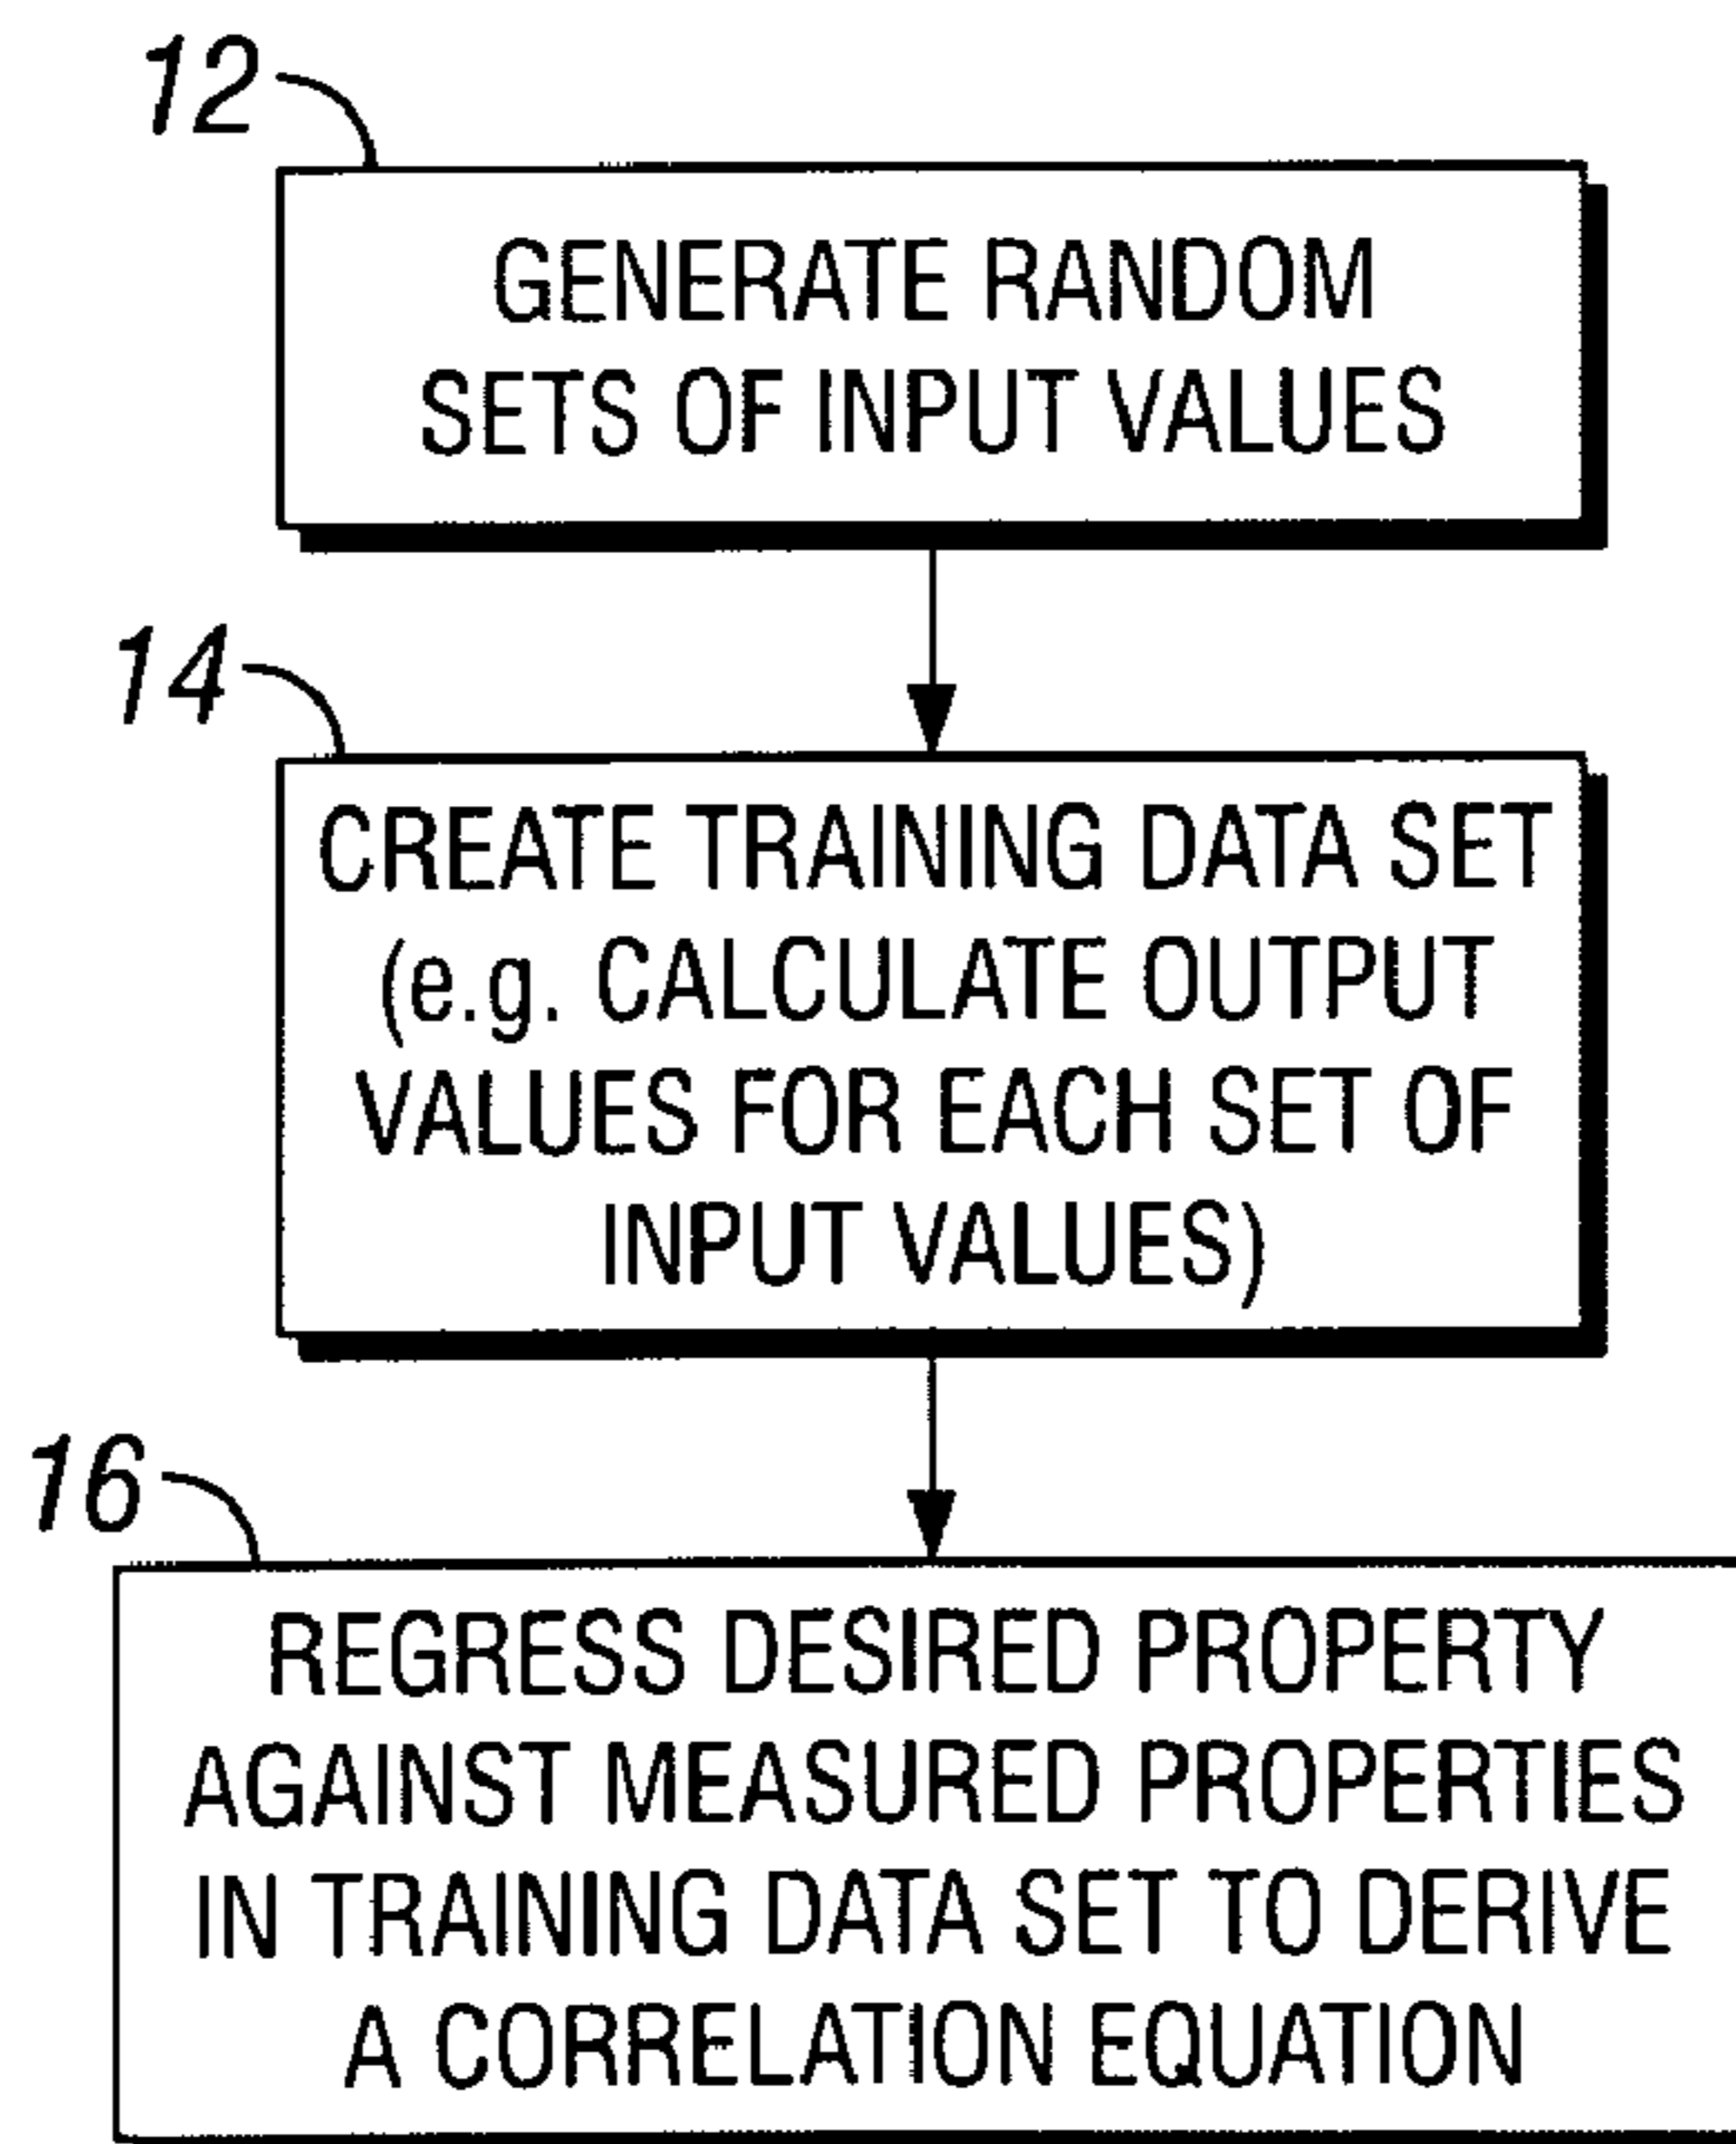 12
GENERATE RANDOM
SETS OF INPUT VALUES
14
CREATE TRAINING DATA SET
(e.g. CALCULATE OUTPUT
VALUES FOR EACH SET OF
INPUT VALUES)
16
REGRESS DESIRED PROPERTY
AGAINST MEASURED PROPERTIES
IN TRAINING DATA SET TO DERIVE
A CORRELATION EQUATION